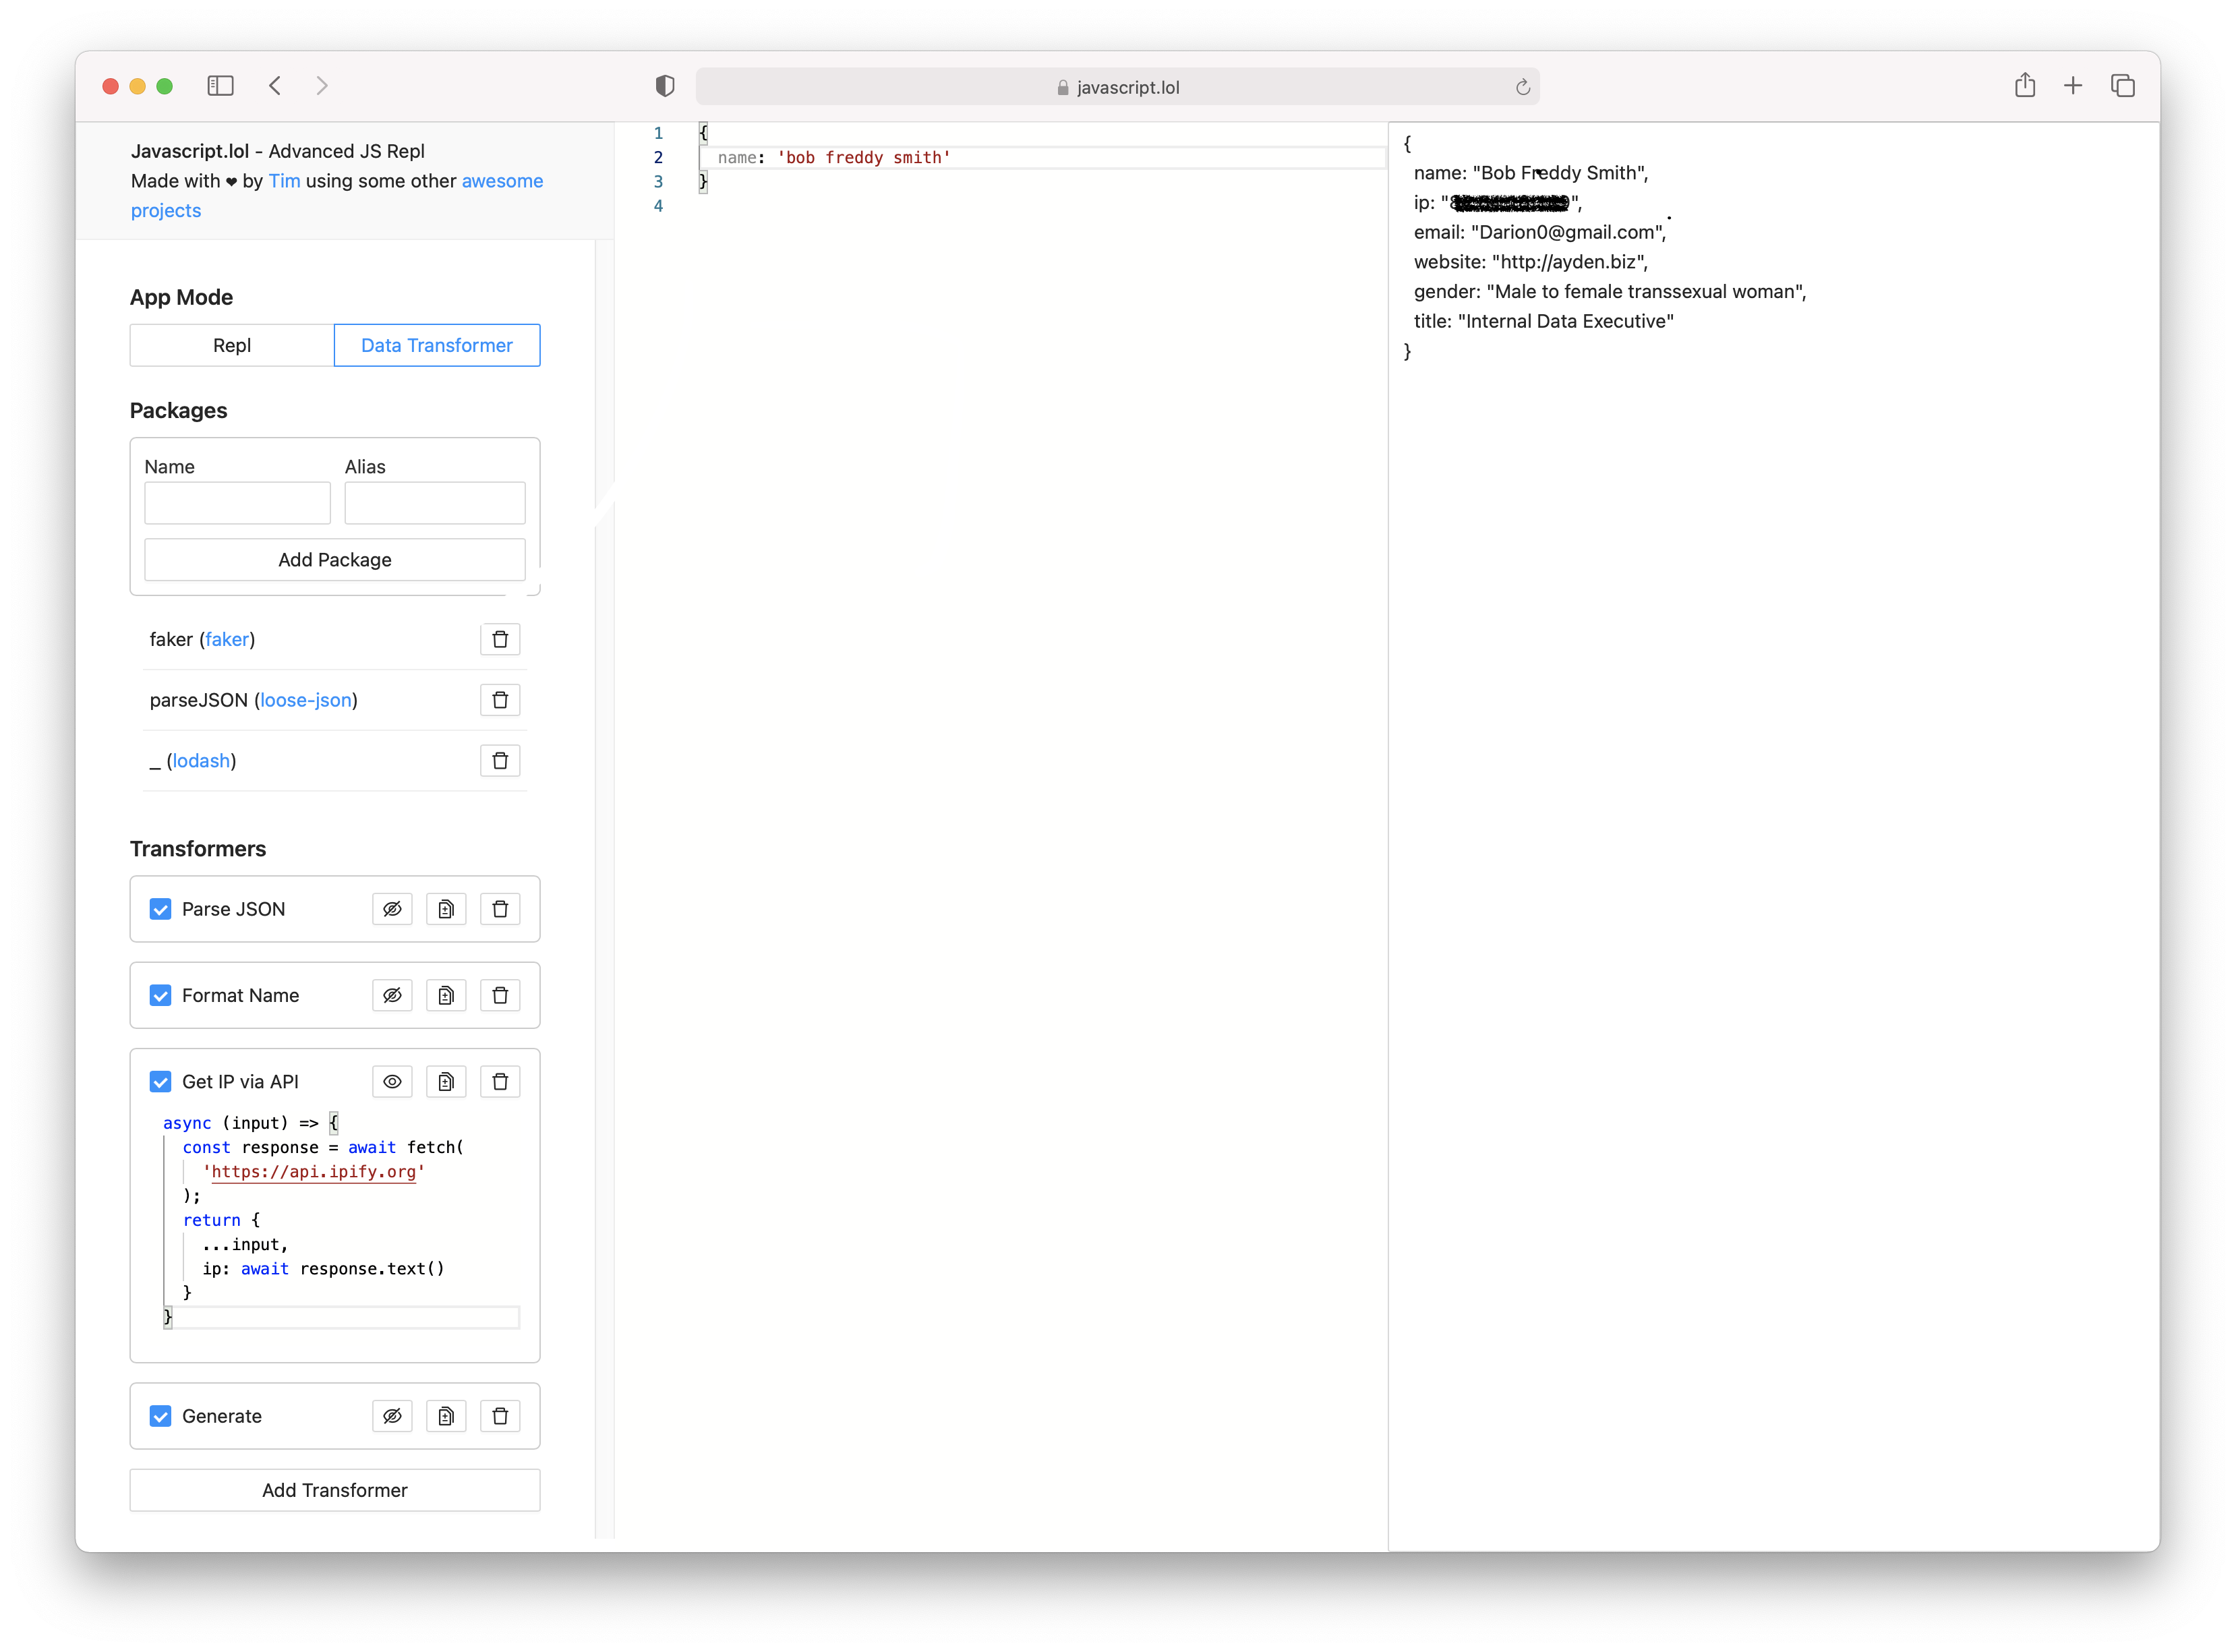 javascript.lol
Javascript.lol - Advanced JS Repl
Made with ❤ by Tim using some other awesome
projects
App Mode
Repl
Data Transformer
Packages
Name
Alias
Add Package
faker (faker)
parseJSON (loose-json)
_ (lodash)
Transformers
Parse JSON
Format Name
Get IP via API
async (input) => {
const response = await fetch(
'https://api.ipify.org'
);
return {
...input,
ip: await response.text()
}
}
Generate
Add Transformer
1 {
2 name: 'bob freddy smith'
3 }
4
{
name: "Bob Freddy Smith",
ip: "",
email: "Darion0@gmail.com",
website: "http://ayden.biz",
gender: "Male to female transsexual woman",
title: "Internal Data Executive"
}